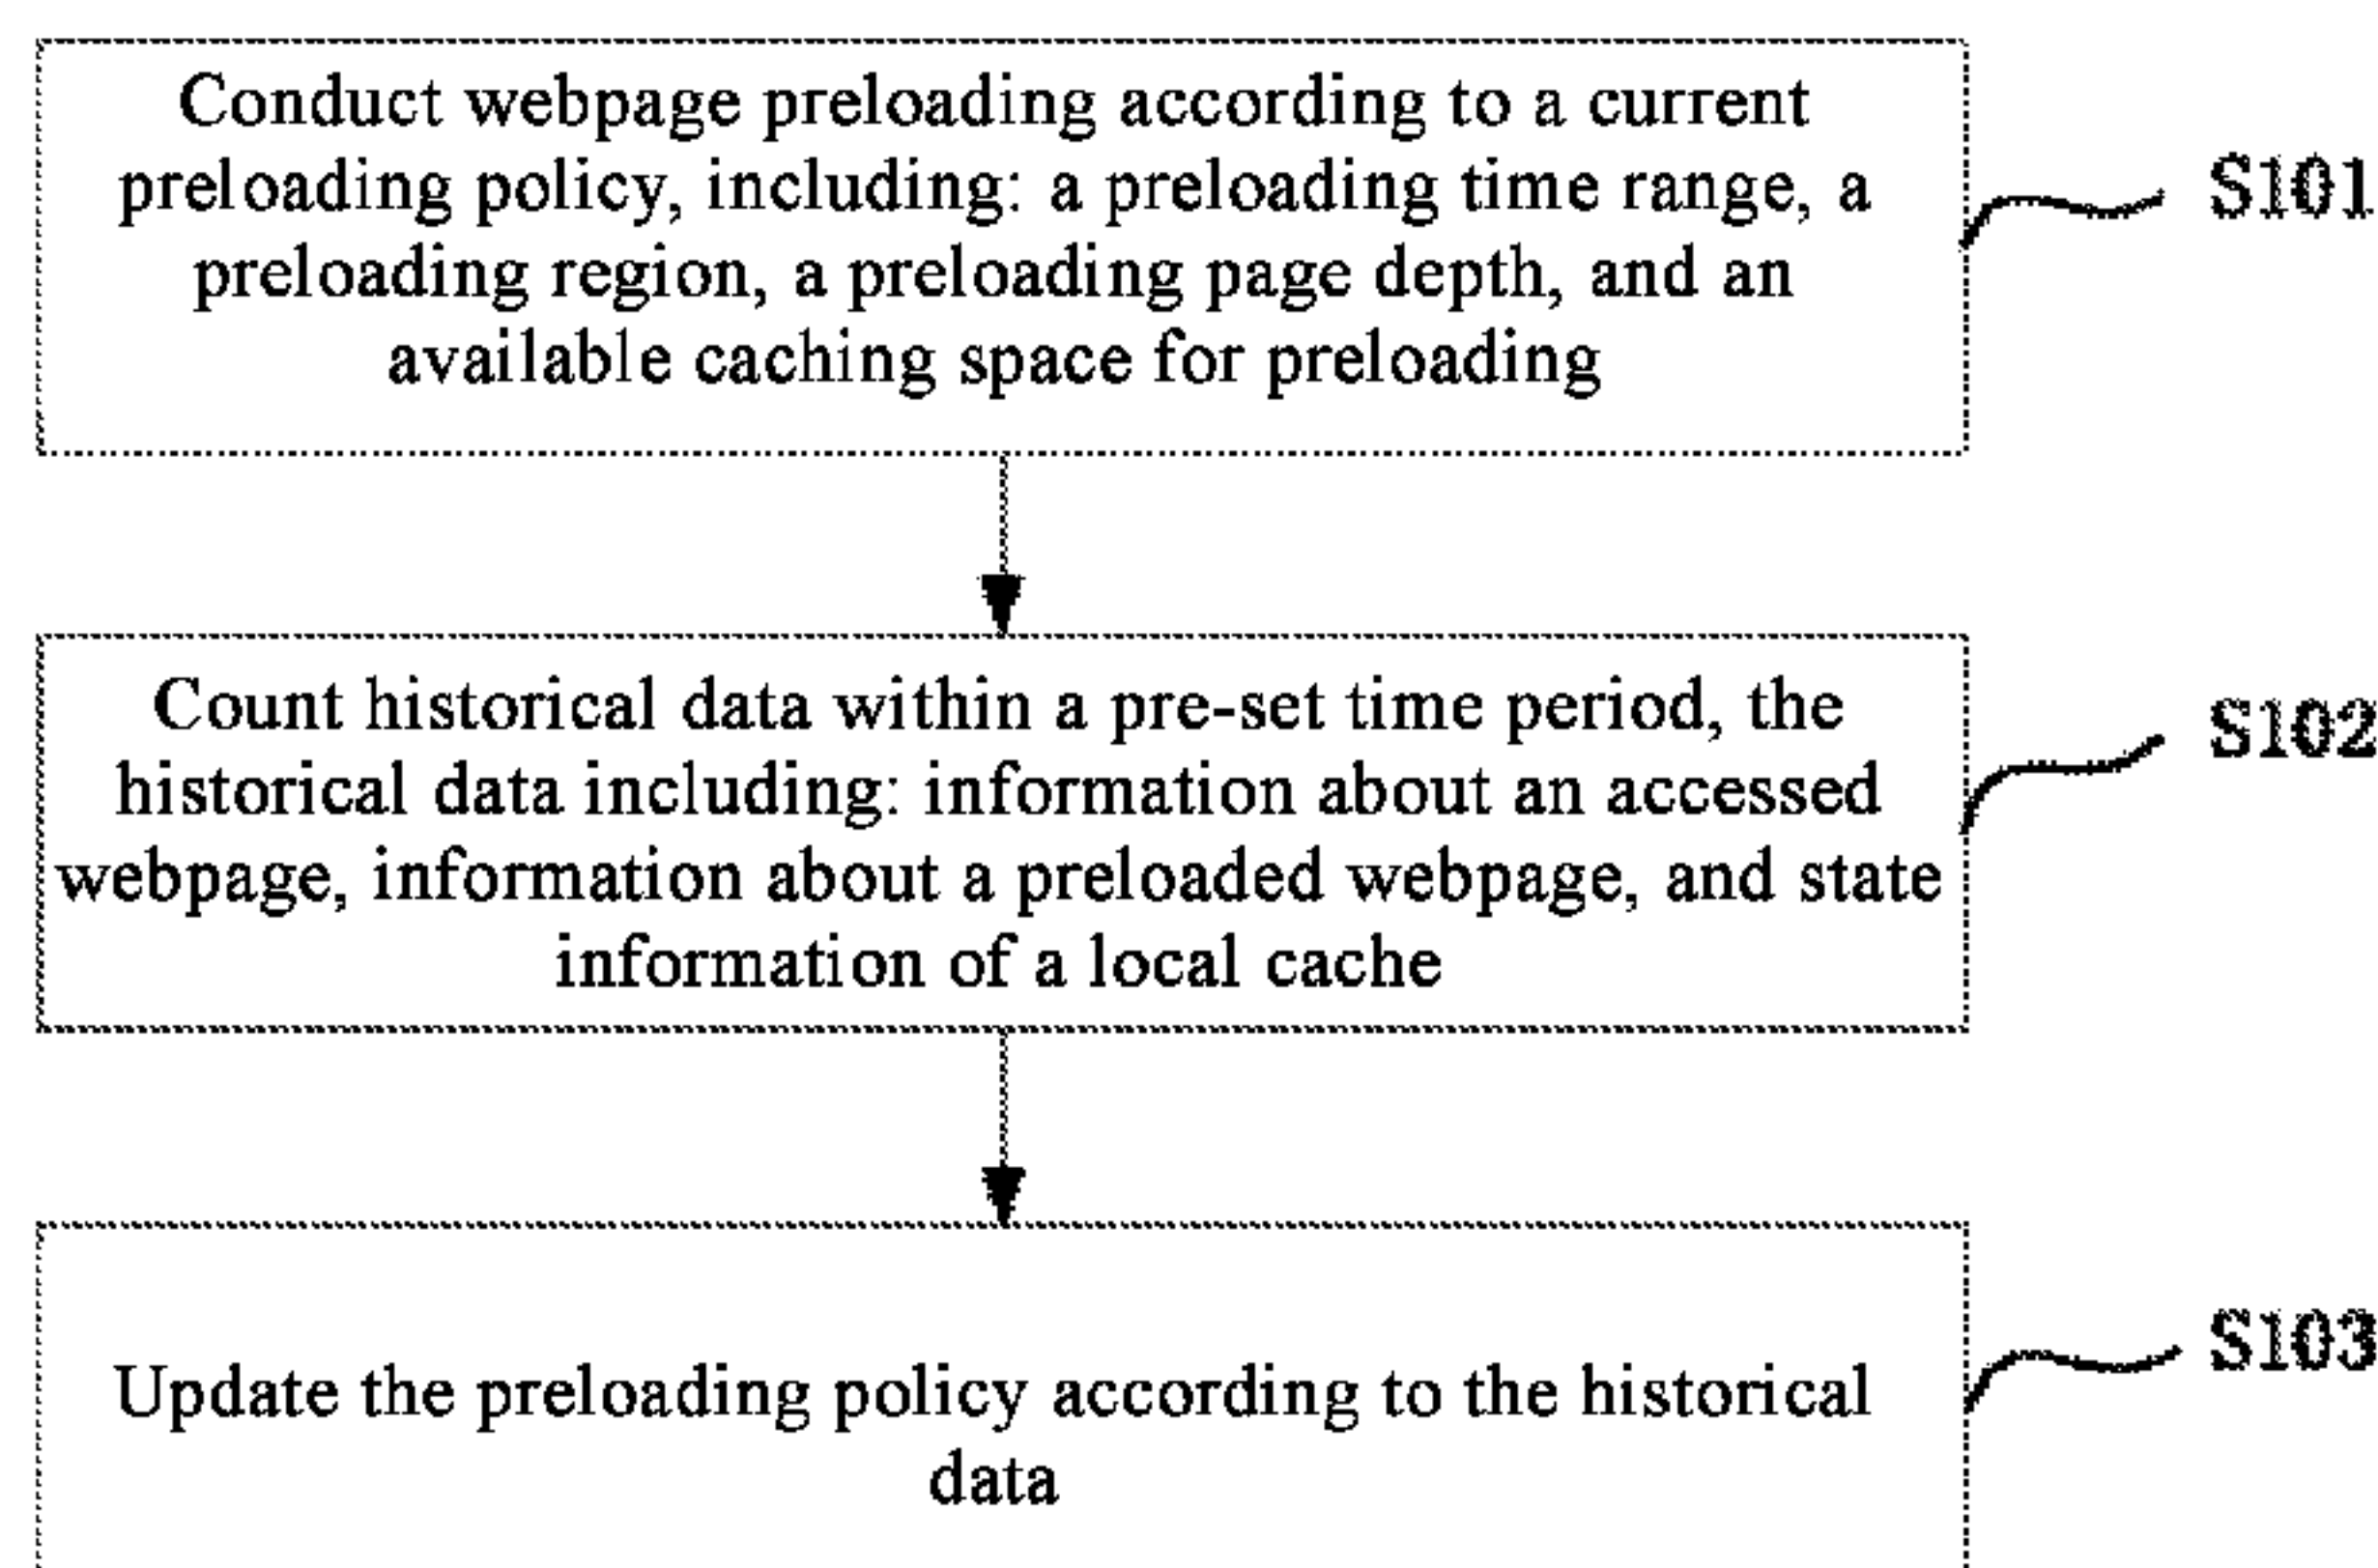 Conduct webpage preloading according to a current
preloading policy, including: a preloading time range, a
preloading region, a preloading page depth, and an
available caching space for preloading
S101
Count historical data within a pre-set time period, the
historical data including: information about an accessed
webpage, information about a preloaded webpage, and state
information of a local cache
S102
Update the preloading policy according to the historical
data
S103